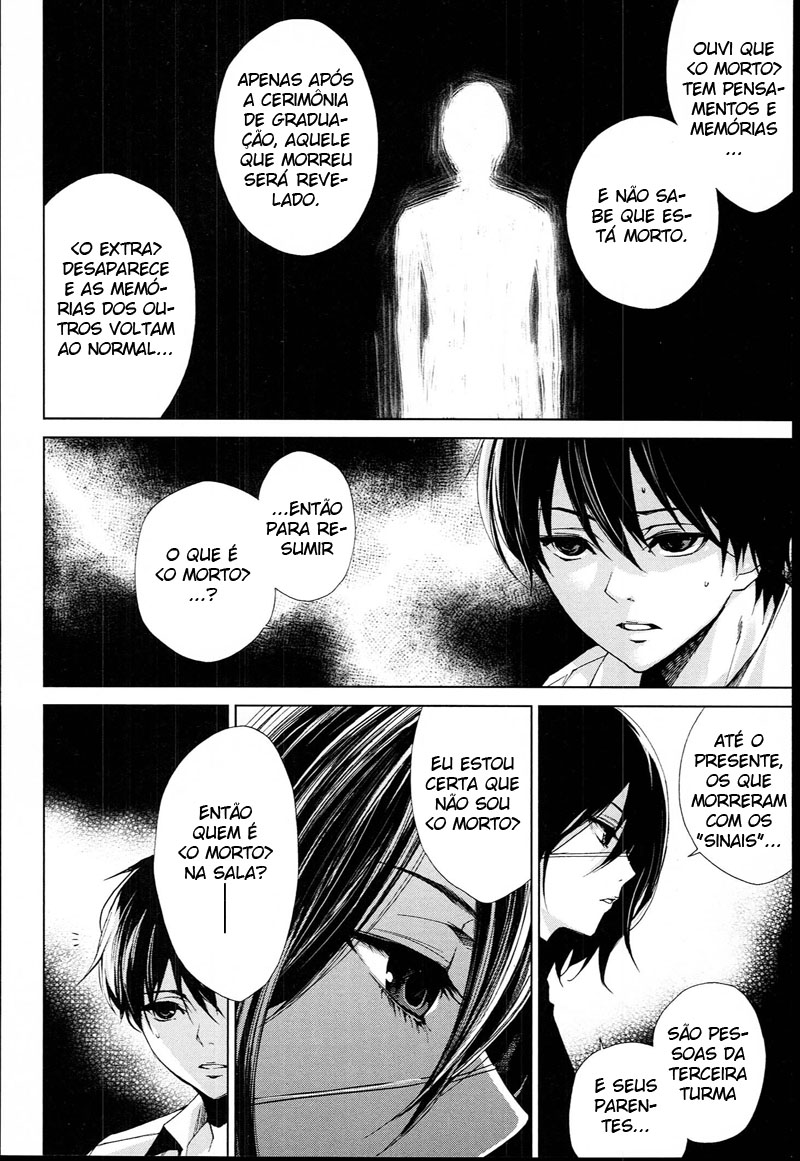 OUVI QUE
<O MORTO>
TEM PENSA-
MENTOS E
MEMÓRIAS
...
E NÃO SA-
BE QUE ES-
TÁ MORTO.
APENAS APÓS
A CERIMÔNIA
DE GRADUA-
ÇÃO, AQUELE
QUE MORREU
SERÁ REVE-
LADO.
<O EXTRA>
DESAPARECE
E AS MEMÓ-
RIAS DOS OU-
TROS VOLTAM
AO NORMAL...
...ENTÃO
PARA RE-
SUMIR
O QUE É
<O MORTO>
...?
ATÉ O
PRESENTE,
OS QUE
MORRERAM
COM OS
"SINAIS"...
SÃO PES-
SOAS DA
TERCEIRA
TURMA
E SEUS
PAREN-
TES...
EU ESTOU
CERTA QUE
NÃO SOU
<O MORTO>
ENTÃO
QUEM É
<O MORTO>
NA SALA?